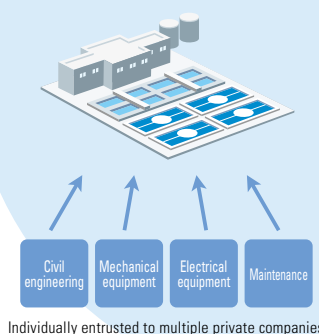 Civil
engineering
Mechanical
equipment
Electrical
equipment
Maintenance
Individually entrusted to multiple private companies